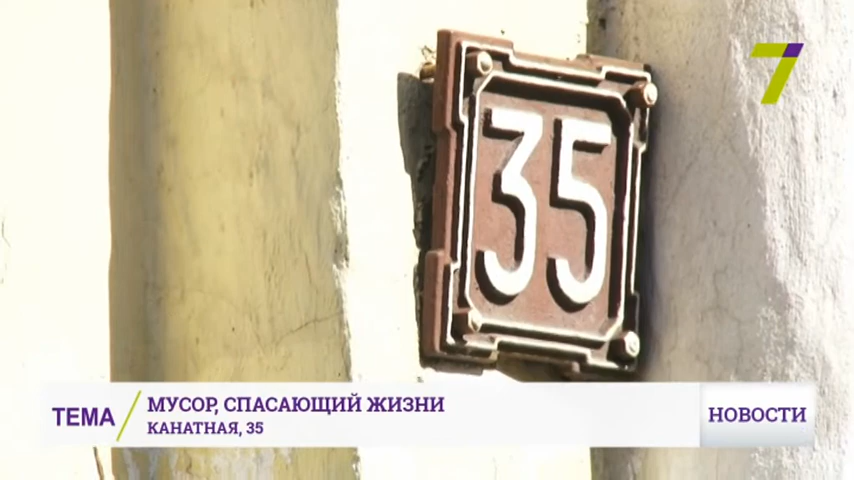 7
35
ТЕМА
МУСОР, СПАСАЮЩИЙ ЖИЗНИ
КАНАТНАЯ, 35
НОВОСТИ